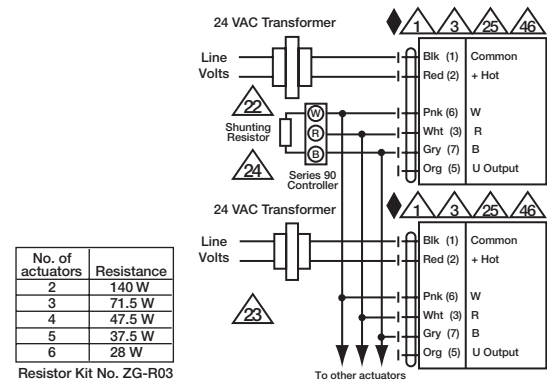 24 VAC Transformer
1 3 25 46
Line
Volts
Blk (1) Common
Red (2) + Hot
22
Shunting
Resistor
24
W
R
B
Series 90
Controller
Pnk (6) W
Wht (3) R
Gry (7) B
Org (5) U Output
24 VAC Transformer
1 3 25 46
Line
Volts
Blk (1) Common
Red (2) + Hot
23
Pnk (6) W
Wht (3) R
Gry (7) B
Org (5) U Output
To other actuators
No. of
actuators Resistance
2 140 W
3 71.5 W
4 47.5 W
5 37.5 W
6 28 W
Resistor Kit No. ZG-R03